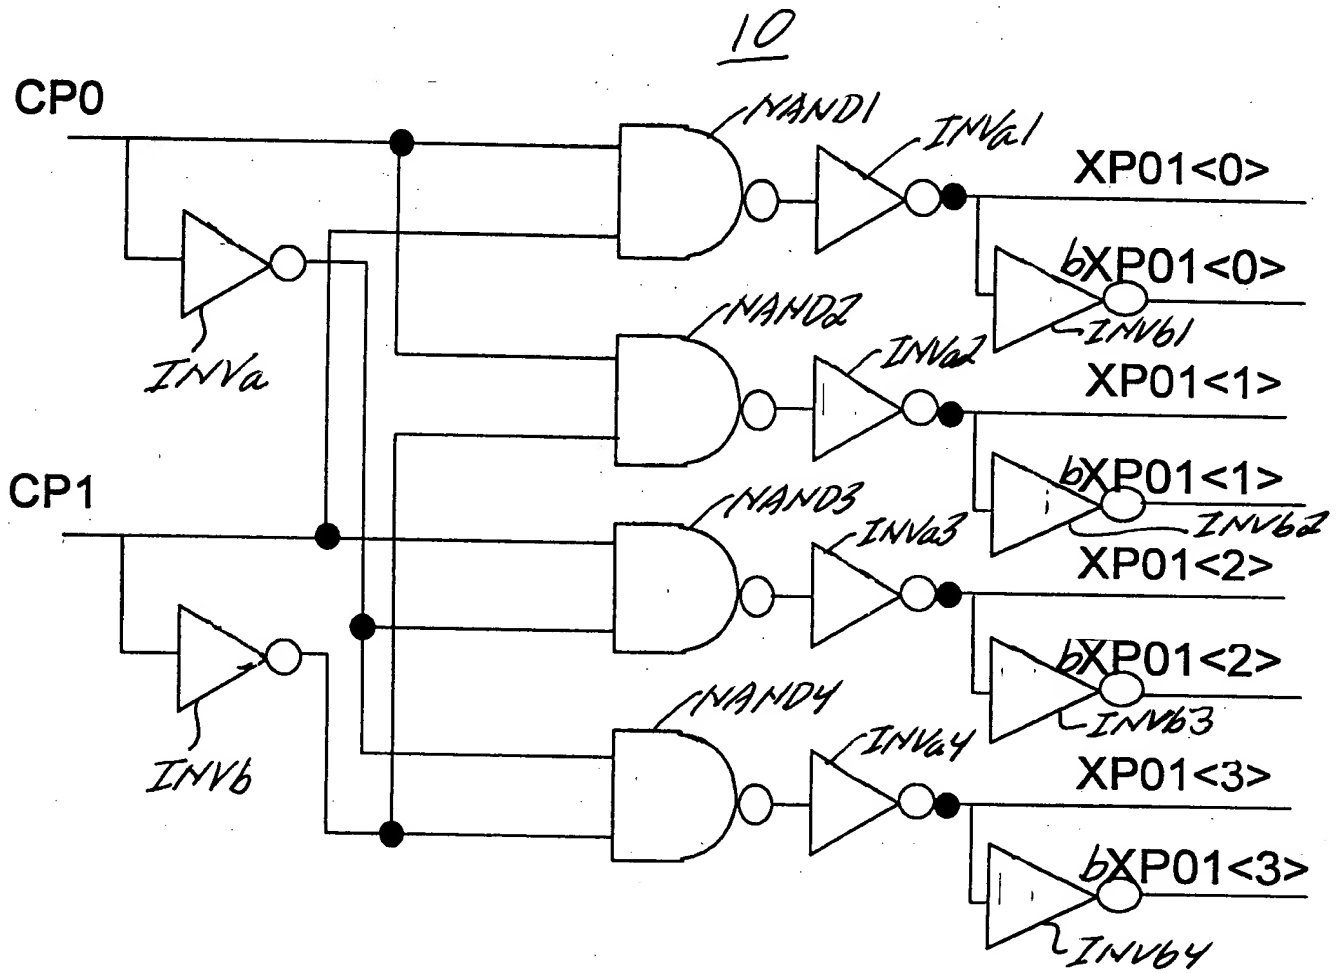 10
CP0
NAND1
INVa1
XP01<0>
bXP01<0>
INVb1
INVa
NAND2
INVa2
XP01<1>
bXP01<1>
INVb2
CP1
NAND3
INVa3
XP01<2>
bXP01<2>
INVb3
INVb
NAND4
INVa4
XP01<3>
bXP01<3>
INVb4